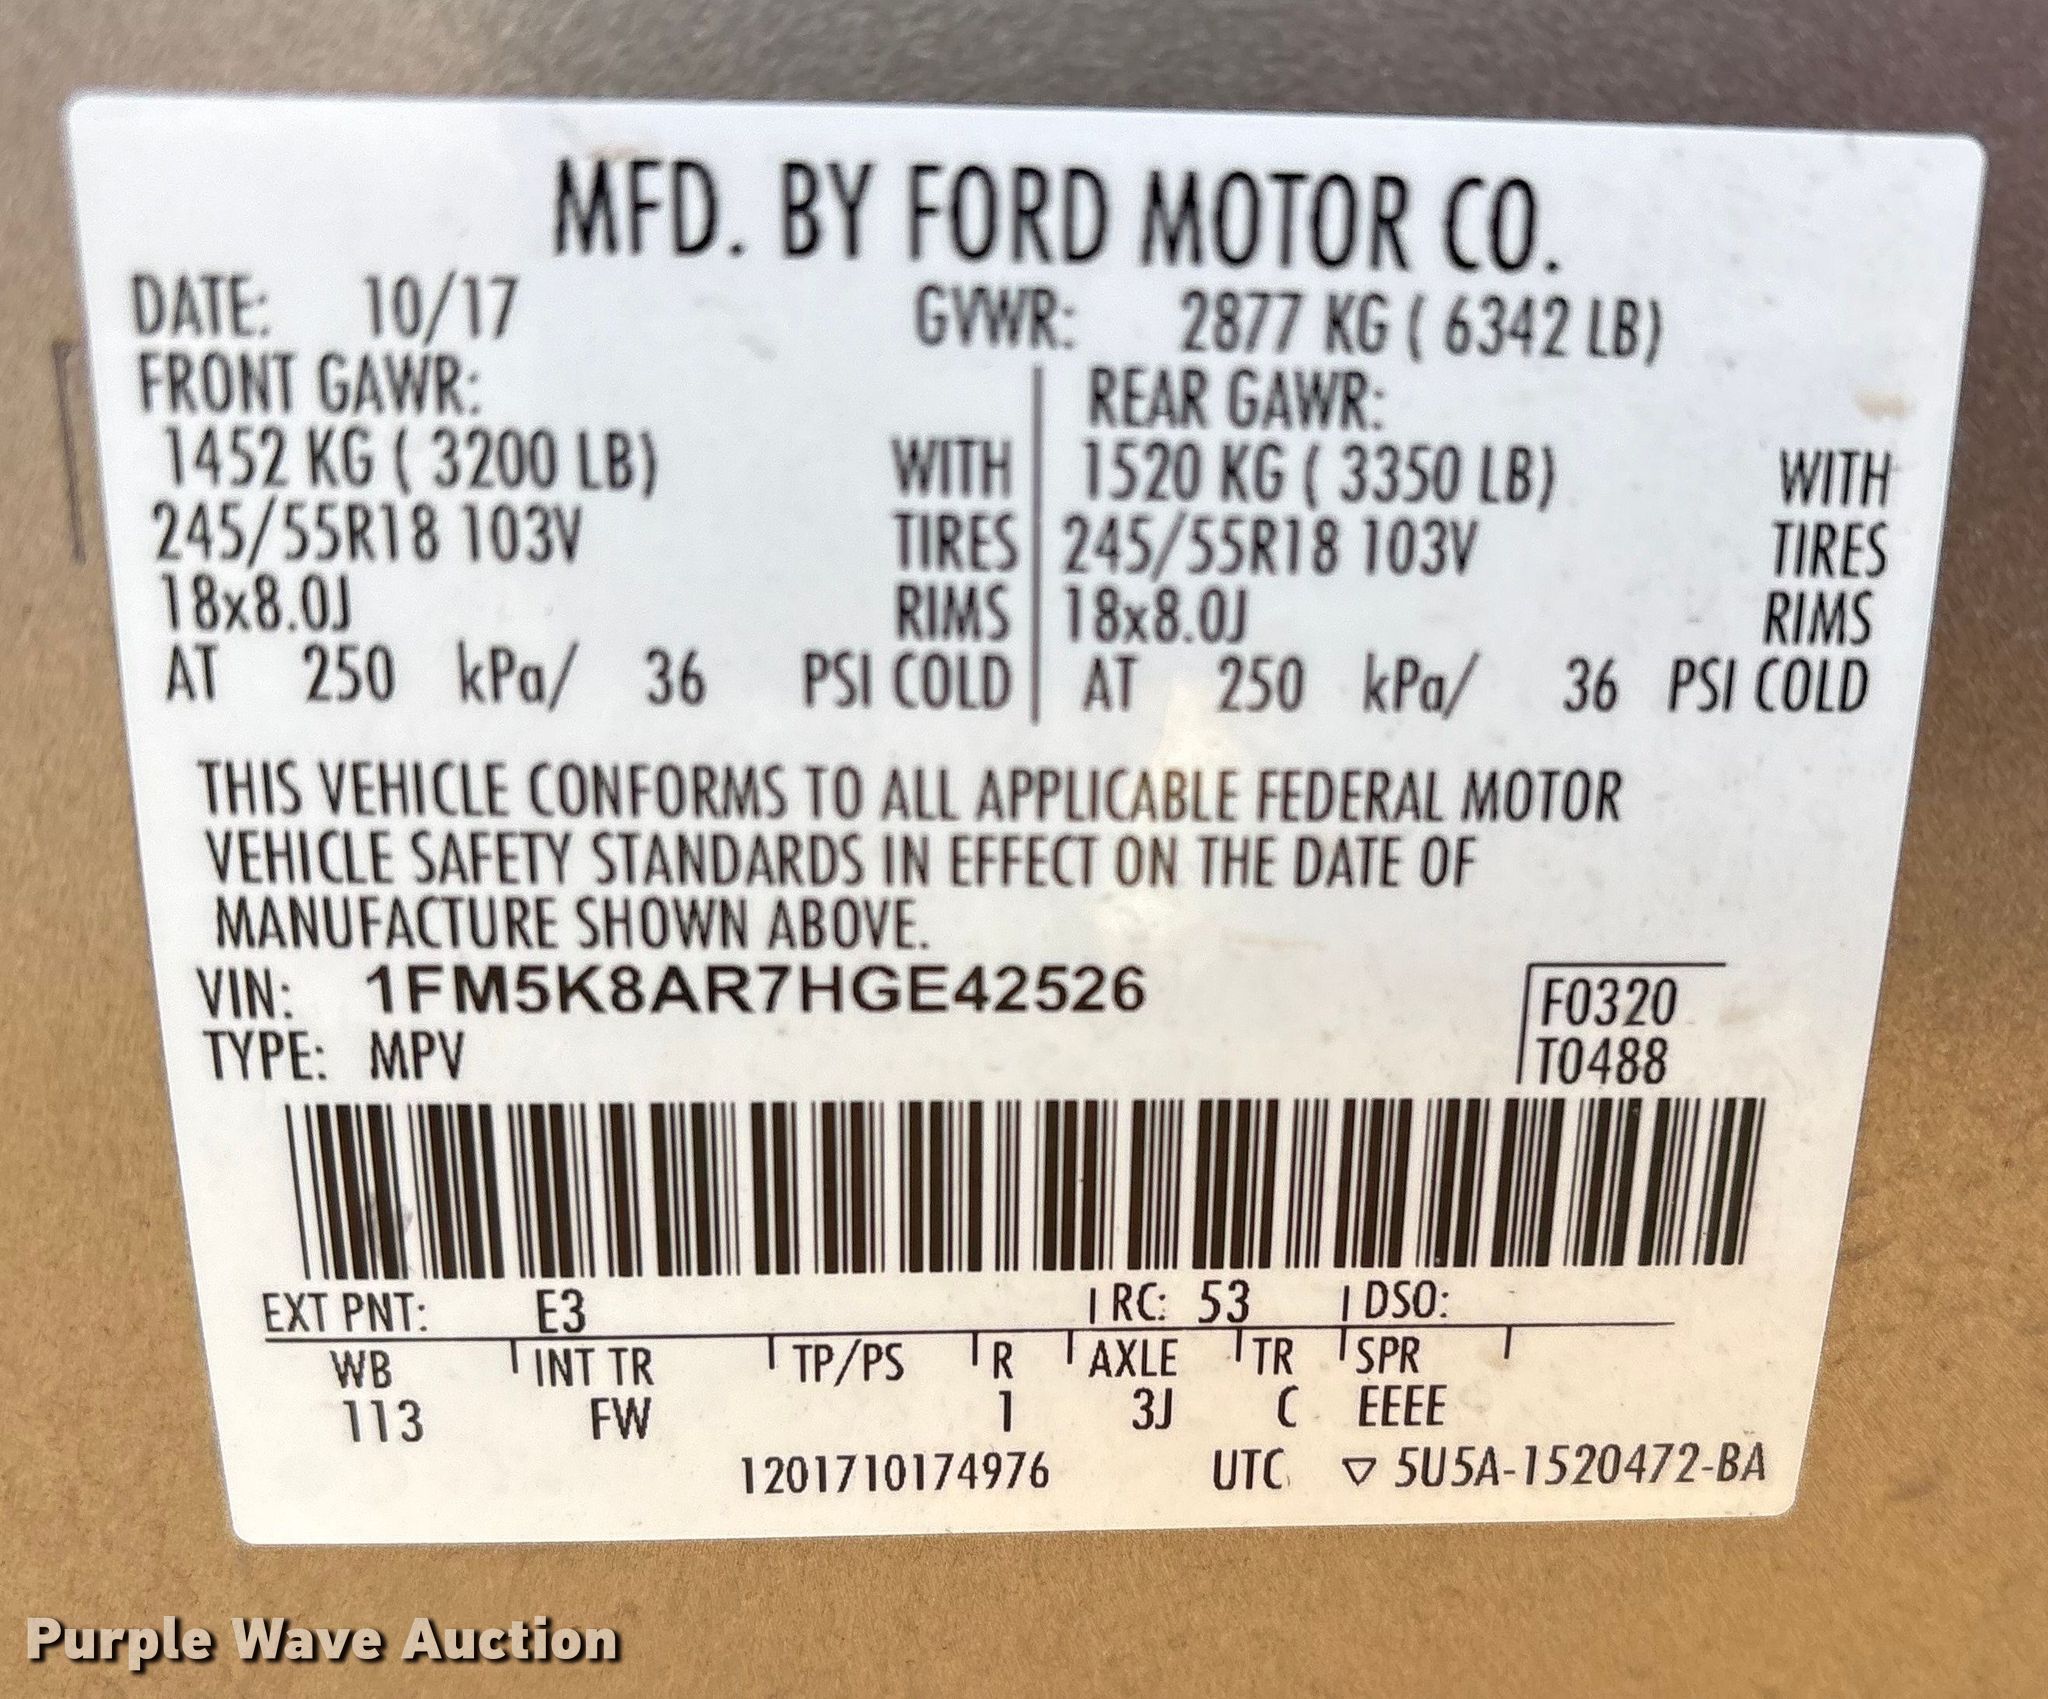 MFD. BY FORD MOTOR CO.
DATE: 10/17 GVWR: 2877 KG ( 6342 LB)
FRONT GAWR: REAR GAWR:
1452 KG ( 3200 LB) WITH 1520 KG ( 3350 LB) WITH
245/55R18 103V TIRES 245/55R18 103V TIRES
18x8.0J RIMS 18x8.0J RIMS
AT 250 kPa/ 36 PSI COLD AT 250 kPa/ 36 PSI COLD
THIS VEHICLE CONFORMS TO ALL APPLICABLE FEDERAL MOTOR
VEHICLE SAFETY STANDARDS IN EFFECT ON THE DATE OF
MANUFACTURE SHOWN ABOVE.
VIN: 1FM5K8AR7HGE42526 F0320
TYPE: MPV T0488
EXT PNT: E3 RC: 53 DSO:
WB INT TR TP/PS R AXLE TR SPR
113 FW 1 3J C EEEE
1201710174976 UTC ▽ 5U5A-1520472-BA
Purple Wave Auction